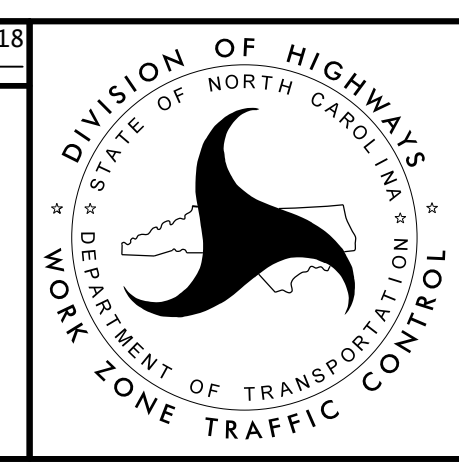 18
DIVISION OF HIGHWAYS
STATE OF NORTH CAROLINA
DEPARTMENT OF TRANSPORTATION
WORK ZONE TRAFFIC CONTROL